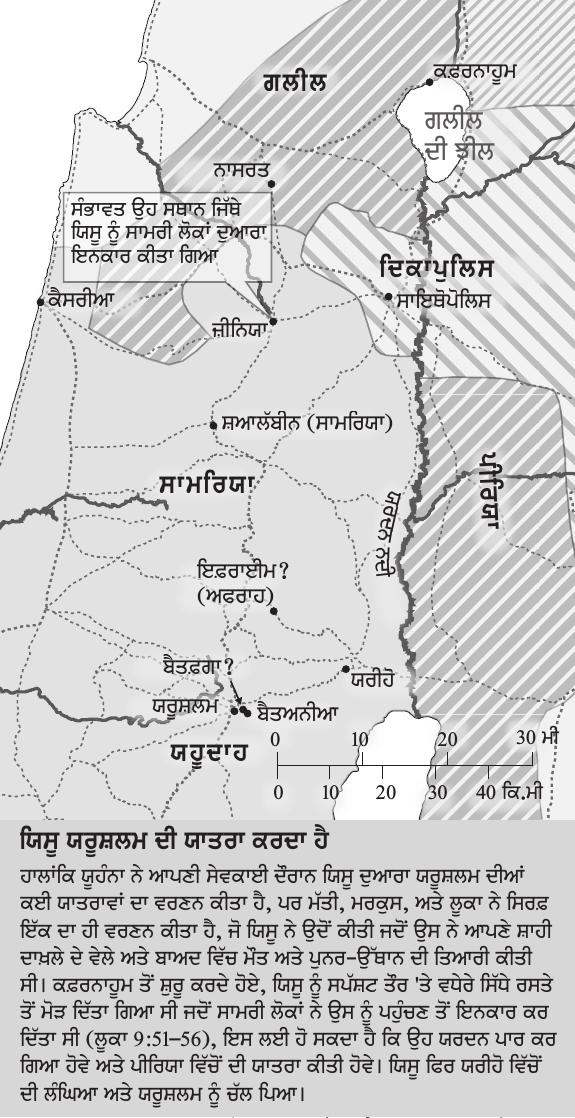 ਕਫ਼ਰਨਾਹੂਮ
ਗਲੀਲ
ਗਲੀਲ
ਦੀ ਝੀਲ
ਨਾਸਰਤ
ਸੰਭਾਵਤ ਉਹ ਸਥਾਨ ਜਿੱਥੇ
ਯਿਸੂ ਨੂੰ ਸਾਮਰੀ ਲੋਕਾਂ ਦੁਆਰਾ
ਇਨਕਾਰ ਕੀਤਾ ਗਿਆ
ਦਿਕਾਪੁਲਿਸ
ਕੈਸਰੀਆ
ਸਾਇਥੋਪੋਲਿਸ
ਜ਼ੀਨਿਯਾ
ਸ਼ਆਲੱਬੀਨ (ਸਾਮਰਿਯਾ)
ਸਾਮਰਿਯਾ
ਪੀਰਿਯਾ
ਯਰਦਨ ਨਦੀ
ਇਫ਼ਰਾਈਮ?
(ਅਫਰਾਹ)
ਬੈਤਫ਼ਗਾ?
ਯਰੀਹੋ
ਯਰੂਸ਼ਲਮ
ਬੈਤਅਨੀਆ
ਯਹੂਦਾਹ
0 10 20 30 ਮੀ
0 10 20 30 40 ਕਿ.ਮੀ
ਯਿਸੂ ਯਰੂਸ਼ਲਮ ਦੀ ਯਾਤਰਾ ਕਰਦਾ ਹੈ
ਹਾਲਾਂਕਿ ਯੂਹੰਨਾ ਨੇ ਆਪਣੀ ਸੇਵਕਾਈ ਦੌਰਾਨ ਯਿਸੂ ਦੁਆਰਾ ਯਰੂਸ਼ਲਮ ਦੀਆਂ
ਕਈ ਯਾਤਰਾਵਾਂ ਦਾ ਵਰਣਨ ਕੀਤਾ ਹੈ, ਪਰ ਮੱਤੀ, ਮਰਕੁਸ, ਅਤੇ ਲੂਕਾ ਨੇ ਸਿਰਫ਼
ਇੱਕ ਦਾ ਹੀ ਵਰਣਨ ਕੀਤਾ ਹੈ, ਜੋ ਯਿਸੂ ਨੇ ਉਦੋਂ ਕੀਤੀ ਜਦੋਂ ਉਸ ਨੇ ਆਪਣੇ ਸ਼ਾਹੀ
ਦਾਖ਼ਲੇ ਦੇ ਵੇਲੇ ਅਤੇ ਬਾਅਦ ਵਿੱਚ ਮੌਤ ਅਤੇ ਪੁਨਰ-ਉੱਥਾਨ ਦੀ ਤਿਆਰੀ ਕੀਤੀ
ਸੀ। ਕਫ਼ਰਨਾਹੂਮ ਤੋਂ ਸ਼ੁਰੂ ਕਰਦੇ ਹੋਏ, ਯਿਸੂ ਨੂੰ ਸਪੱਸ਼ਟ ਤੌਰ 'ਤੇ ਵਧੇਰੇ ਸਿੱਧੇ ਰਸਤੇ
ਤੋਂ ਮੋੜ ਦਿੱਤਾ ਗਿਆ ਸੀ ਜਦੋਂ ਸਾਮਰੀ ਲੋਕਾਂ ਨੇ ਉਸ ਨੂੰ ਪਹੁੰਚਣ ਤੋਂ ਇਨਕਾਰ ਕਰ
ਦਿੱਤਾ ਸੀ (ਲੂਕਾ 9:51–56), ਇਸ ਲਈ ਹੋ ਸਕਦਾ ਹੈ ਕਿ ਉਹ ਯਰਦਨ ਪਾਰ ਕਰ
ਗਿਆ ਹੋਵੇ ਅਤੇ ਪੀਰਿਯਾ ਵਿੱਚੋਂ ਦੀ ਯਾਤਰਾ ਕੀਤੀ ਹੋਵੇ। ਯਿਸੂ ਫਿਰ ਯਰੀਹੋ ਵਿੱਚੋਂ
ਦੀ ਲੰਘਿਆ ਅਤੇ ਯਰੂਸ਼ਲਮ ਨੂੰ ਚੱਲ ਪਿਆ।